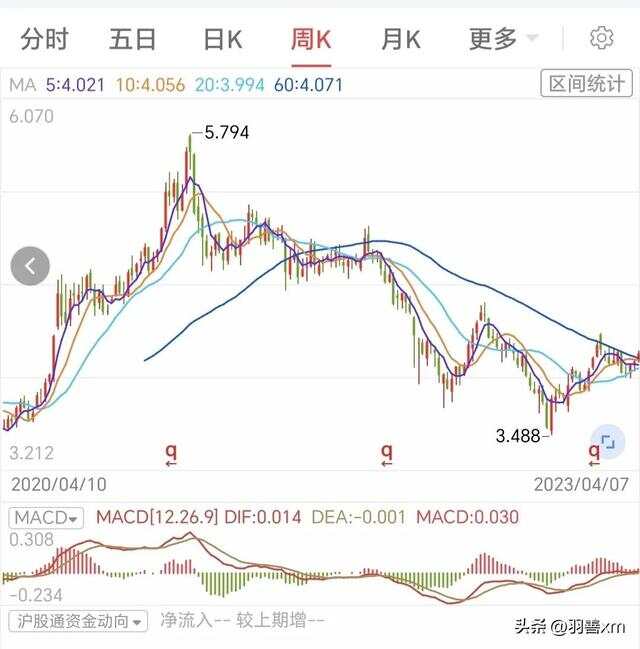 分时 五日 日K 周K 月K 更多
MA 5:4.021 10:4.056 20:3.994 60:4.071 区间统计
6.070
5.794
3.488
q q q
3.212
2020/04/10 2023/04/07
MACD MACD[12.26.9] DIF:0.014 DEA:-0.001 MACD:0.030
0.308
-0.234
沪股通资金动向 净流入-- 较上期增--
头条 @羽善xm